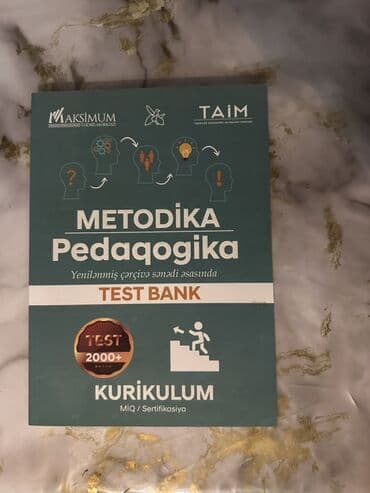 MAKSİMUM
TAİM
METODİKA
Pedaqogika
Yenilənmiş çərçivə sənədi əsasında
TEST BANK
TEST
2000+
KURİKULUM
MİQ / Sertifikasiya